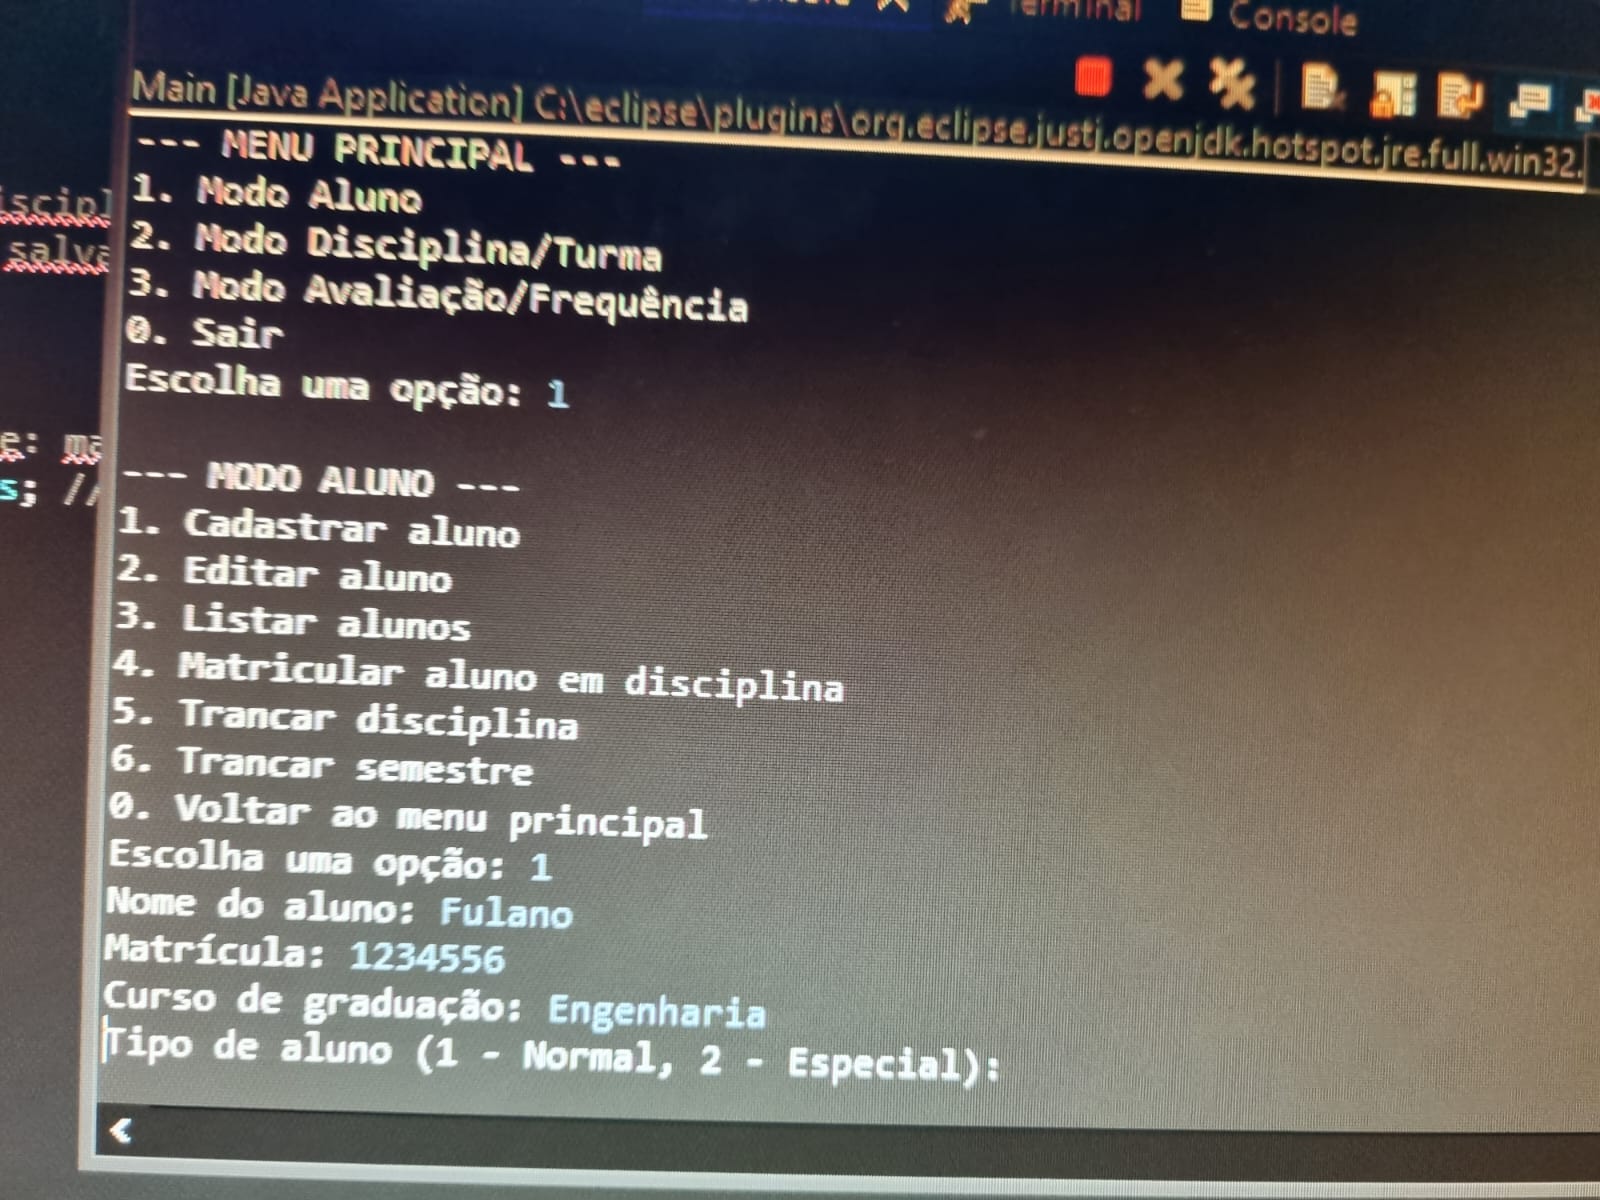 Terminal
Console
Main [Java Application] C:\eclipse\plugins\org.eclipse.justj.openjdk.hotspot.jre.full.win32.
--- MENU PRINCIPAL ---
1. Modo Aluno
2. Modo Disciplina/Turma
3. Modo Avaliação/Frequência
0. Sair
Escolha uma opção: 1
--- MODO ALUNO ---
1. Cadastrar aluno
2. Editar aluno
3. Listar alunos
4. Matricular aluno em disciplina
5. Trancar disciplina
6. Trancar semestre
0. Voltar ao menu principal
Escolha uma opção: 1
Nome do aluno: Fulano
Matrícula: 12344556
Curso de graduação: Engenharia
Tipo de aluno (1 - Normal, 2 - Especial):